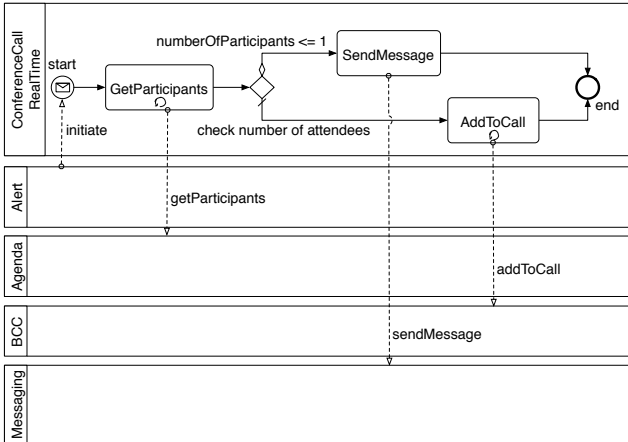 ConferenceCall
RealTime
start
numberOfParticipants <= 1
SendMessage
GetParticipants
check number of attendees
AddToCall
end
initiate
Alert
getParticipants
Agenda
addToCall
BCC
sendMessage
Messaging